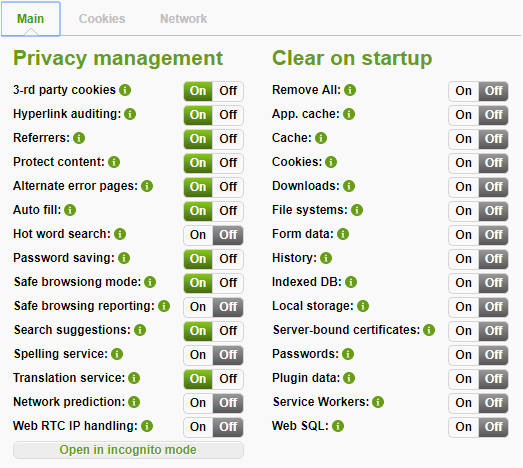 Main Cookies Network
Privacy management
3-rd party cookies On Off
Hyperlink auditing: On Off
Referrers: On Off
Protect content: On Off
Alternate error pages: On Off
Auto fill: On Off
Hot word search: On Off
Password saving: On Off
Safe browsiong mode: On Off
Safe browsing reporting: On Off
Search suggestions: On Off
Spelling service: On Off
Translation service: On Off
Network prediction: On Off
Web RTC IP handling: On Off
Open in incognito mode
Clear on startup
Remove All: On Off
App. cache: On Off
Cache: On Off
Cookies: On Off
Downloads: On Off
File systems: On Off
Form data: On Off
History: On Off
Indexed DB: On Off
Local storage: On Off
Server-bound certificates: On Off
Passwords: On Off
Plugin data: On Off
Service Workers: On Off
Web SQL: On Off